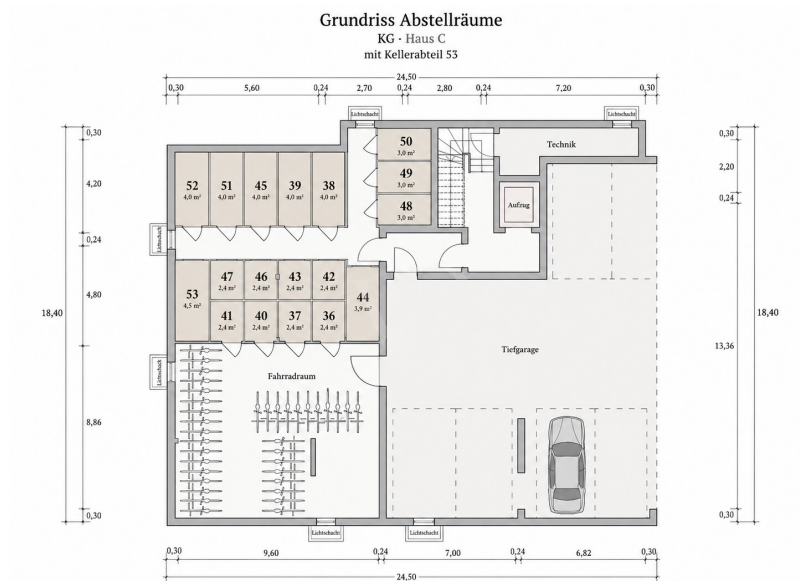 Grundriss Abstellräume
KG · Haus C
mit Kellerabteil 53
24,50
0,30 5,60 0,24 2,70 0,24 2,80 0,24 7,20 0,30
Lichtschacht Lichtschacht
0,30 4,20 0,24 4,80 8,86 0,30
18,40
50
3,0 m²
49
3,0 m²
48
3,0 m²
Technik
Aufzug
52 51 45 39 38
4,0 m² 4,0 m² 4,0 m² 4,0 m² 4,0 m²
Lichtschacht
53
4,5 m²
47 46 43 42
2,4 m² 2,4 m² 2,4 m² 2,4 m²
44
3,9 m²
41 40 37 36
2,4 m² 2,4 m² 2,4 m² 2,4 m²
Tiefgarage
Lichtschacht
Fahrradraum
0,30 2,20 0,24 13,36 0,30
18,40
Lichtschacht Lichtschacht
0,30 9,60 0,24 7,00 0,24 6,82 0,30
24,50